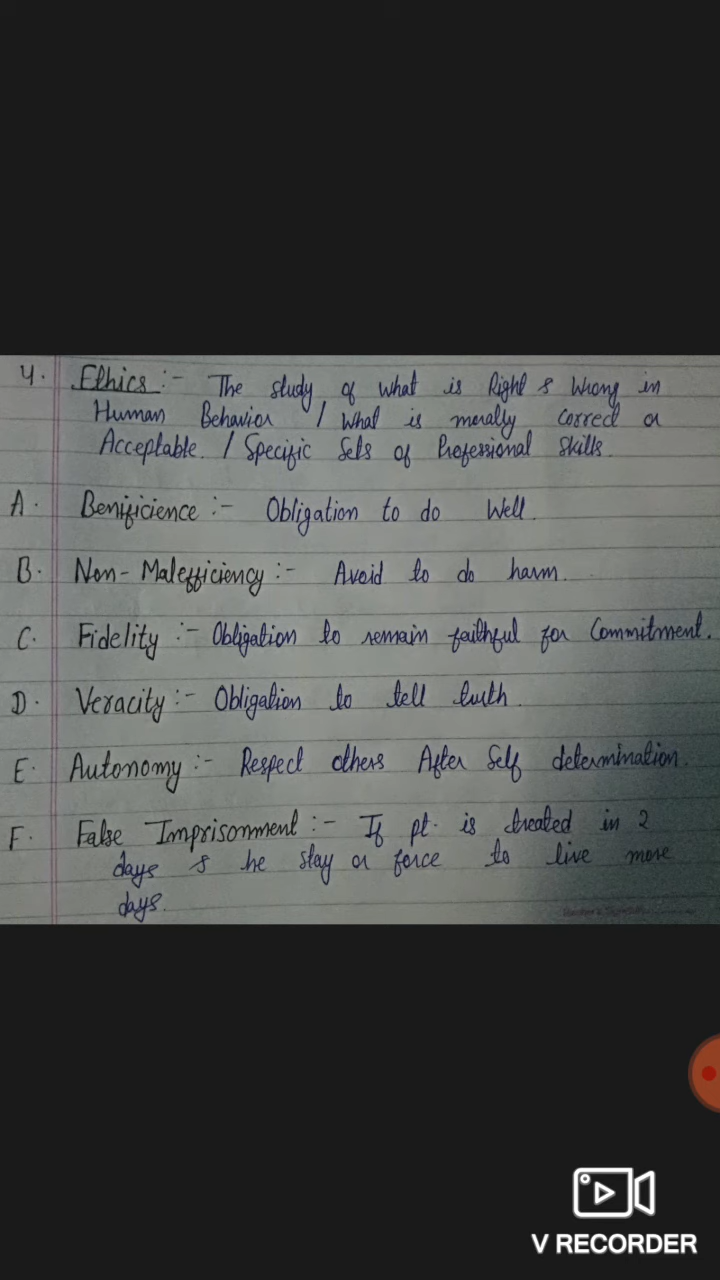 4. Ethics :- The study of what is Right & Wrong in
Human Behavior / What is morally correct or
Acceptable. / Specific Sets of Professional Skills.
A. Benificience :- Obligation to do Well.
B. Non-Malefficiency :- Avoid to do harm.
C. Fidelity :- Obligation to remain faithful for Commitment.
D. Veracity :- Obligation to tell truth.
E. Autonomy :- Respect others After Self determination.
F. False Imprisonment :- If pt. is treated in 2
days & he stay or force to live more
days.
V RECORDER